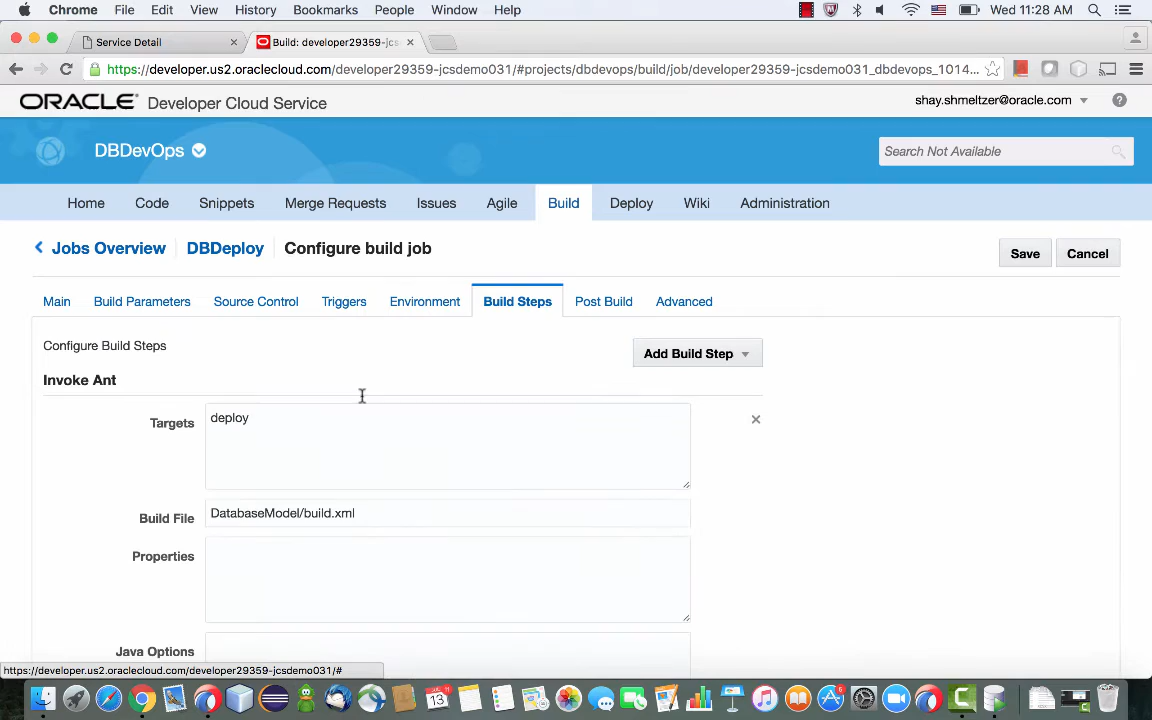 Chrome File Edit View History Bookmarks People Window Help Wed 11:28 AM
Service Detail × Build: developer29359-jcs ×
https://developer.us2.oraclecloud.com/developer29359-jcsdemo031/#projects/dbdevops/build/job/developer29359-jcsdemo031_dbdevops_1014...
ORACLE® Developer Cloud Service shay.shmeltzer@oracle.com ?
DBDevOps Search Not Available
Home Code Snippets Merge Requests Issues Agile Build Deploy Wiki Administration
Jobs Overview DBDeploy Configure build job Save Cancel
Main Build Parameters Source Control Triggers Environment Build Steps Post Build Advanced
Configure Build Steps Add Build Step
Invoke Ant
Targets deploy
Build File DatabaseModel/build.xml
Properties
Java Options
https://developer.us2.oraclecloud.com/developer29359-jcsdemo031/#